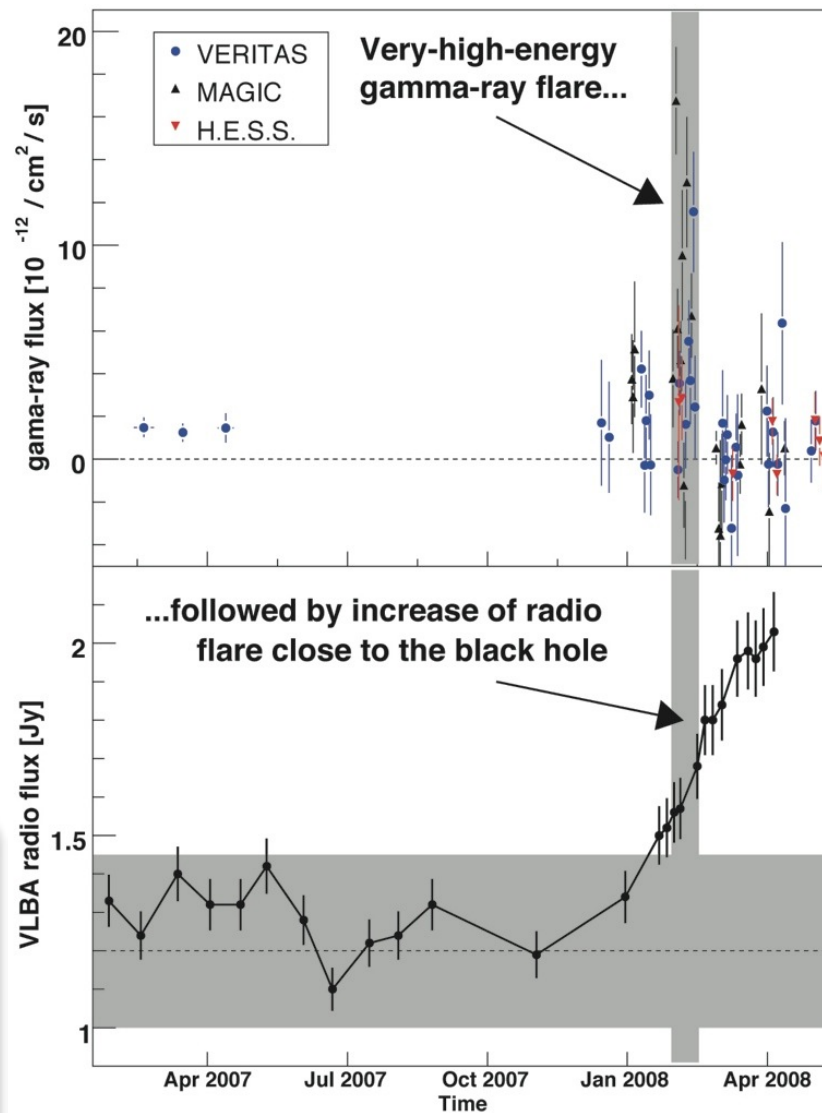 20
VERITAS
MAGIC
H.E.S.S.
Very-high-energy
gamma-ray flare...
10
0
gama-ray flux [10 -12 / cm2 / s]
...followed by increase of radio
flare close to the black hole
2
1.5
1
VLBA radio flux [Jy]
Apr 2007 Jul 2007 Oct 2007 Jan 2008 Apr 2008
Time